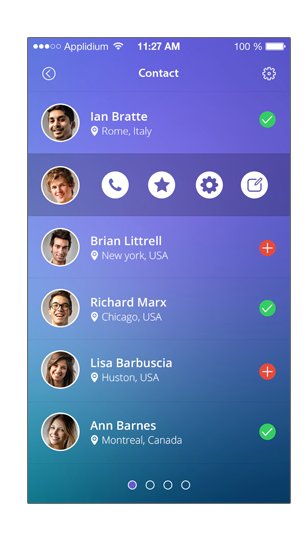 Applidium 11:27 AM 100 %
Contact
Ian Bratte
Rome, Italy
Brian Littrell
New york, USA
Richard Marx
Chicago, USA
Lisa Barbuscia
Huston, USA
Ann Barnes
Montreal, Canada